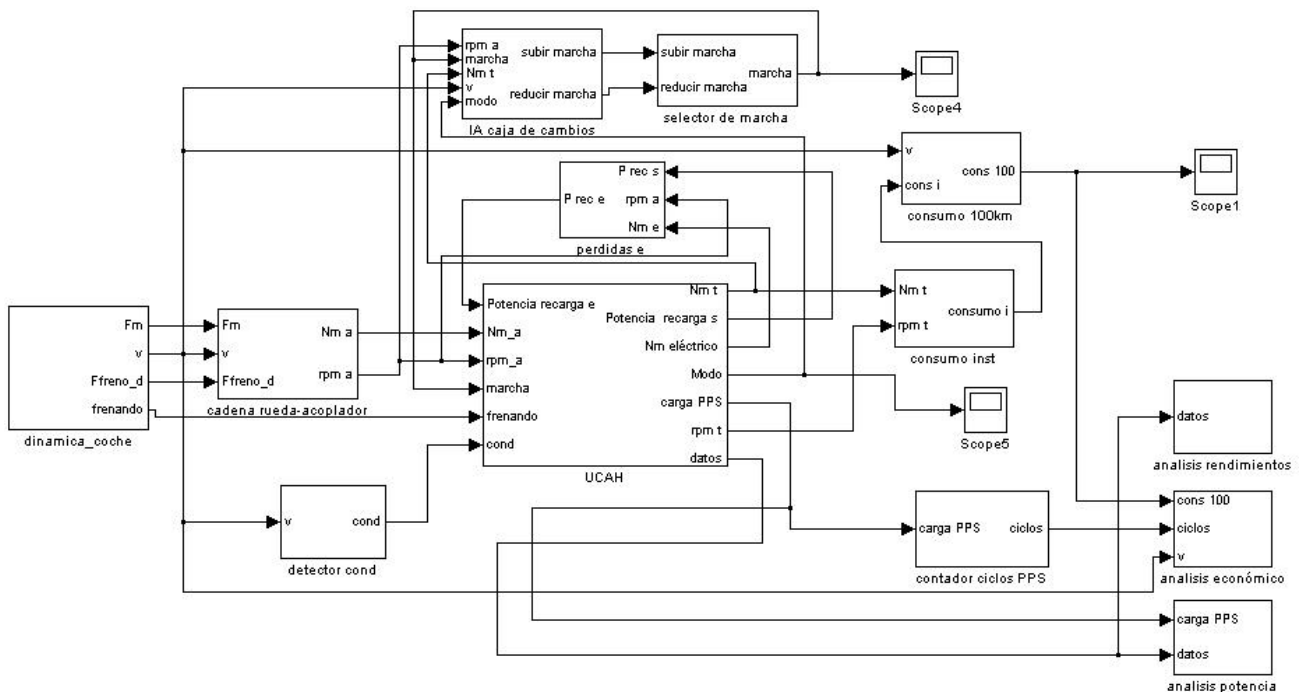 rpm a
marcha
Nm t
v
modo
subir marcha
reducir marcha
IA caja de cambios
subir marcha
reducir marcha
marcha
selector de marcha
Scope4
v
cons i
cons 100
consumo 100km
Scope1
P rec e
P rec s
rpm a
Nm e
perdidas e
Fm
v
Ffreno_d
frenando
dinamica_coche
Fm
v
Ffreno_d
Nm a
rpm a
cadena rueda-acoplador
Potencia recarga e
Nm_a
rpm_a
marcha
frenando
cond
Nm t
Potencia recarga s
Nm eléctrico
Modo
carga PPS
rpm t
datos
UCAH
Nm t
rpm t
consumo i
consumo inst
Scope5
datos
analisis rendimientos
v
cond
detector cond
carga PPS
ciclos
contador ciclos PPS
cons 100
ciclos
v
analisis económico
carga PPS
datos
analisis potencia